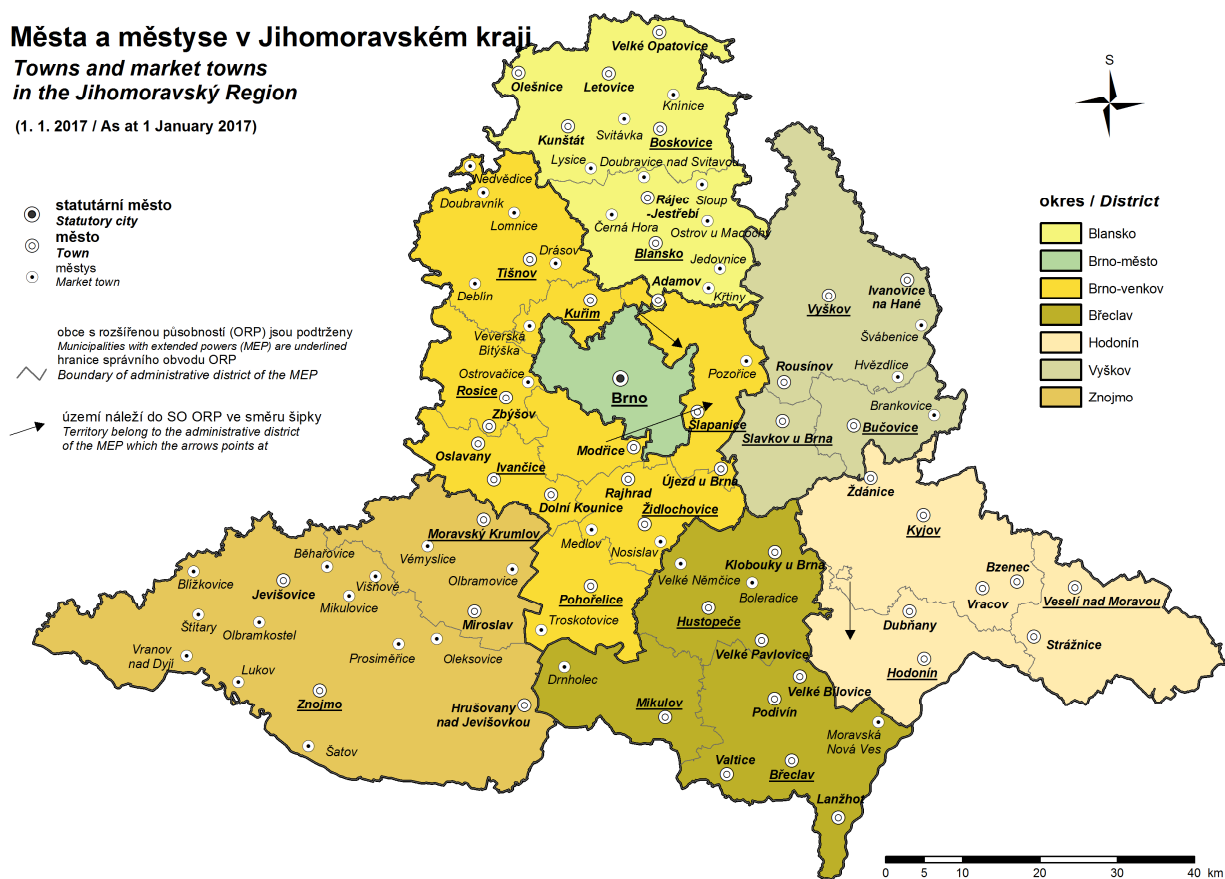 Města a městyse v Jihomoravském kraji
Towns and market towns
in the Jihomoravský Region
(1. 1. 2017 / As at 1 January 2017)
statutární město
Statutory city
město
Town
městys
Market town
obce s rozšířenou působností (ORP) jsou podtrženy
Municipalities with extended powers (MEP) are underlined
hranice správního obvodu ORP
Boundary of administrative district of the MEP
území náleží do SO ORP ve směru šipky
Territory belong to the administrative district
of the MEP which the arrows points at
S
okres / District
Blansko
Brno-město
Brno-venkov
Břeclav
Hodonín
Vyškov
Znojmo
Velké Opatovice
Olešnice
Letovice
Knínice
Svitávka
Kunštát
Boskovice
Lysice
Doubravice nad Svitavou
Nedvědice
Doubravník
Rájec
-Jestřebí
Sloup
Lomnice
Černá Hora
Ostrov u Macochy
Drásov
Blansko
Tišnov
Jedovnice
Adamov
Deblín
Křtiny
Kuřim
Vyškov
Ivanovice
na Hané
Švábenice
Veverská
Bítýška
Pozořice
Rousínov
Hvězdlice
Ostrovačice
Rosice
Brno
Zbýšov
Brankovice
Šlapanice
Slavkov u Brna
Bučovice
Oslavany
Modřice
Ivančice
Újezd u Brna
Rajhrad
Ždánice
Dolní Kounice
Židlochovice
Kyjov
Moravský Krumlov
Medlov
Nosislav
Běhařovice
Vémyslice
Klobouky u Brna
Bzenec
Blížkovice
Jevišovice
Višňové
Olbramovice
Velké Němčice
Boleradice
Vracov
Veselí nad Moravou
Mikulovice
Pohořelice
Hustopeče
Štítary
Olbramkostel
Miroslav
Troskotovice
Dubňany
Vranov
nad Dyjí
Prosiměřice
Oleksovice
Velké Pavlovice
Strážnice
Lukov
Drnholec
Hodonín
Znojmo
Hrušovany
nad Jevišovkou
Mikulov
Velké Bílovice
Podivín
Moravská
Nová Ves
Šatov
Valtice
Břeclav
Lanžhot
0 5 10 20 30 40 km